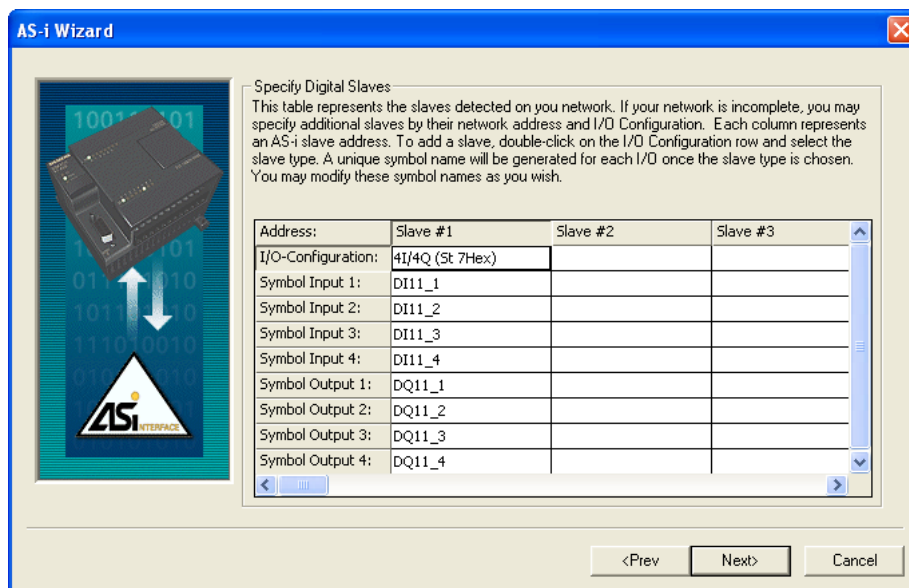 AS-i Wizard
Specify Digital Slaves
This table represents the slaves detected on you network. If your network is incomplete, you may
specify additional slaves by their network address and I/O Configuration. Each column represents
an AS-i slave address. To add a slave, double-click on the I/O Configuration row and select the
slave type. A unique symbol name will be generated for each I/O once the slave type is chosen.
You may modify these symbol names as you wish.
Address: Slave #1 Slave #2 Slave #3
I/O-Configuration: 4I/4Q (St 7Hex)
Symbol Input 1: DI11_1
Symbol Input 2: DI11_2
Symbol Input 3: DI11_3
Symbol Input 4: DI11_4
Symbol Output 1: DQ11_1
Symbol Output 2: DQ11_2
Symbol Output 3: DQ11_3
Symbol Output 4: DQ11_4
ASi INTERFACE
<Prev Next> Cancel